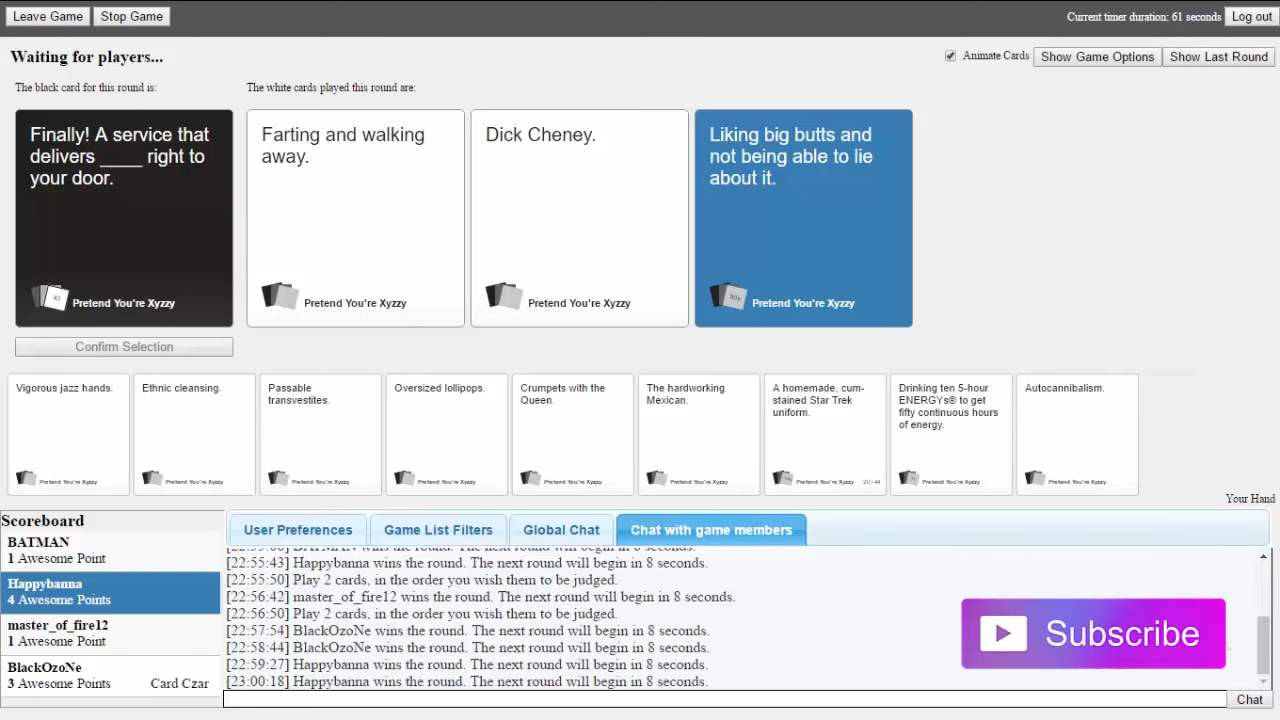 Leave Game Stop Game Current timer duration: 61 seconds Log out
Waiting for players... Animate Cards Show Game Options Show Last Round
The black card for this round is: The white cards played this round are:
Finally! A service that
delivers ____ right to
your door.
Pretend You're Xyzzy
Farting and walking
away.
Pretend You're Xyzzy
Dick Cheney.
Pretend You're Xyzzy
Liking big butts and
not being able to lie
about it.
Pretend You're Xyzzy
Confirm Selection
Vigorous jazz hands.
Pretend You're Xyzzy
Ethnic cleansing.
Pretend You're Xyzzy
Passable
transvestites.
Pretend You're Xyzzy
Oversized lollipops.
Pretend You're Xyzzy
Crumpets with the
Queen.
Pretend You're Xyzzy
The hardworking
Mexican.
Pretend You're Xyzzy
A homemade, cum-
stained Star Trek
uniform.
Pretend You're Xyzzy
Drinking ten 5-hour
ENERGYs® to get
fifty continuous hours
of energy.
Pretend You're Xyzzy
Autocannibalism.
Pretend You're Xyzzy
Your Hand
Scoreboard
BATMAN
1 Awesome Point
Happybanna
4 Awesome Points
master_of_fire12
1 Awesome Point
BlackOzoNe
3 Awesome Points Card Czar
User Preferences Game List Filters Global Chat Chat with game members
BATMAN wins the round. The next round will begin in 8 seconds.
[22:55:43] Happybanna wins the round. The next round will begin in 8 seconds.
[22:55:50] Play 2 cards, in the order you wish them to be judged.
[22:56:42] master_of_fire12 wins the round. The next round will begin in 8 seconds.
[22:56:50] Play 2 cards, in the order you wish them to be judged.
[22:57:54] BlackOzoNe wins the round. The next round will begin in 8 seconds.
[22:58:44] BlackOzoNe wins the round. The next round will begin in 8 seconds.
[22:59:27] Happybanna wins the round. The next round will begin in 8 seconds.
[23:00:18] Happybanna wins the round. The next round will begin in 8 seconds.
Subscribe
Chat